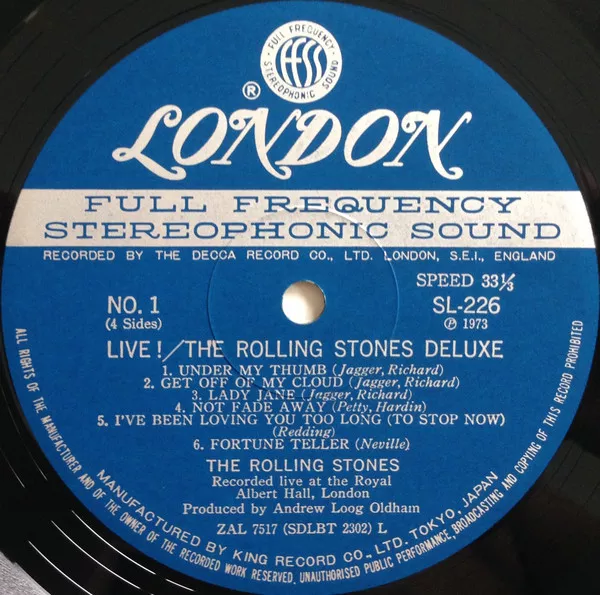 FULL FREQUENCY
ffss
STEREOPHONIC SOUND
®
LONDON
FULL FREQUENCY
STEREOPHONIC SOUND
RECORDED BY THE DECCA RECORD CO., LTD. LONDON, S.E.I., ENGLAND
SPEED 33⅓
NO. 1
SL-226
(4 Sides)
Ⓟ 1973
LIVE!/THE ROLLING STONES DELUXE
1. UNDER MY THUMB (Jagger, Richard)
2. GET OFF OF MY CLOUD (Jagger, Richard)
3. LADY JANE (Jagger, Richard)
4. NOT FADE AWAY (Petty, Hardin)
5. I'VE BEEN LOVING YOU TOO LONG (TO STOP NOW)
(Redding)
6. FORTUNE TELLER (Neville)
THE ROLLING STONES
Recorded live at the Royal
Albert Hall, London
Produced by Andrew Loog Oldham
ZAL 7517 (SDLBT 2302) L
MANUFACTURED BY KING RECORD CO., LTD. TOKYO, JAPAN
ALL RIGHTS OF THE MANUFACTURER AND OF THE OWNER OF THE RECORDED WORK RESERVED. UNAUTHORISED PUBLIC PERFORMANCE, BROADCASTING AND COPYING OF THIS RECORD PROHIBITED